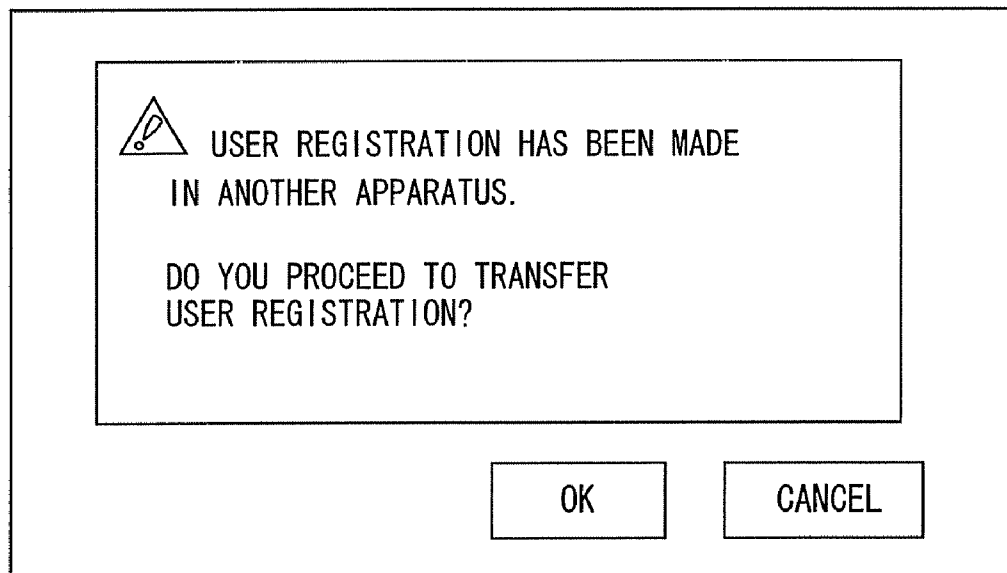 USER REGISTRATION HAS BEEN MADE
IN ANOTHER APPARATUS.
DO YOU PROCEED TO TRANSFER
USER REGISTRATION?
OK
CANCEL